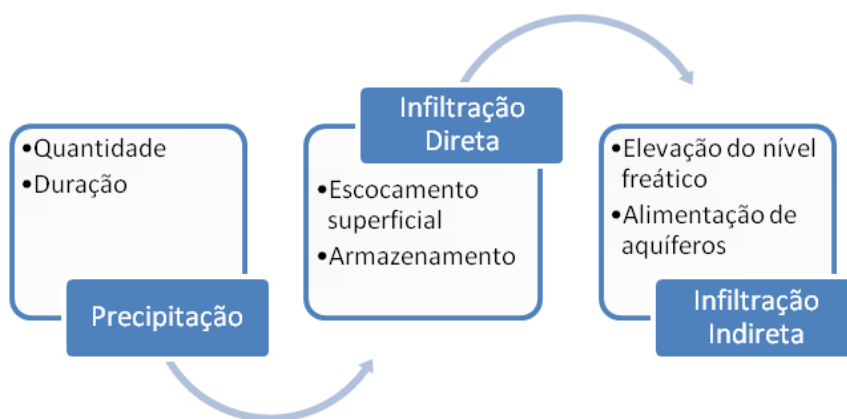 •Quantidade
•Duração
Precipitação
Infiltração
Direta
•Escocamento
superficial
•Armazenamento
•Elevação do nível
freático
•Alimentação de
aquíferos
Infiltração
Indireta